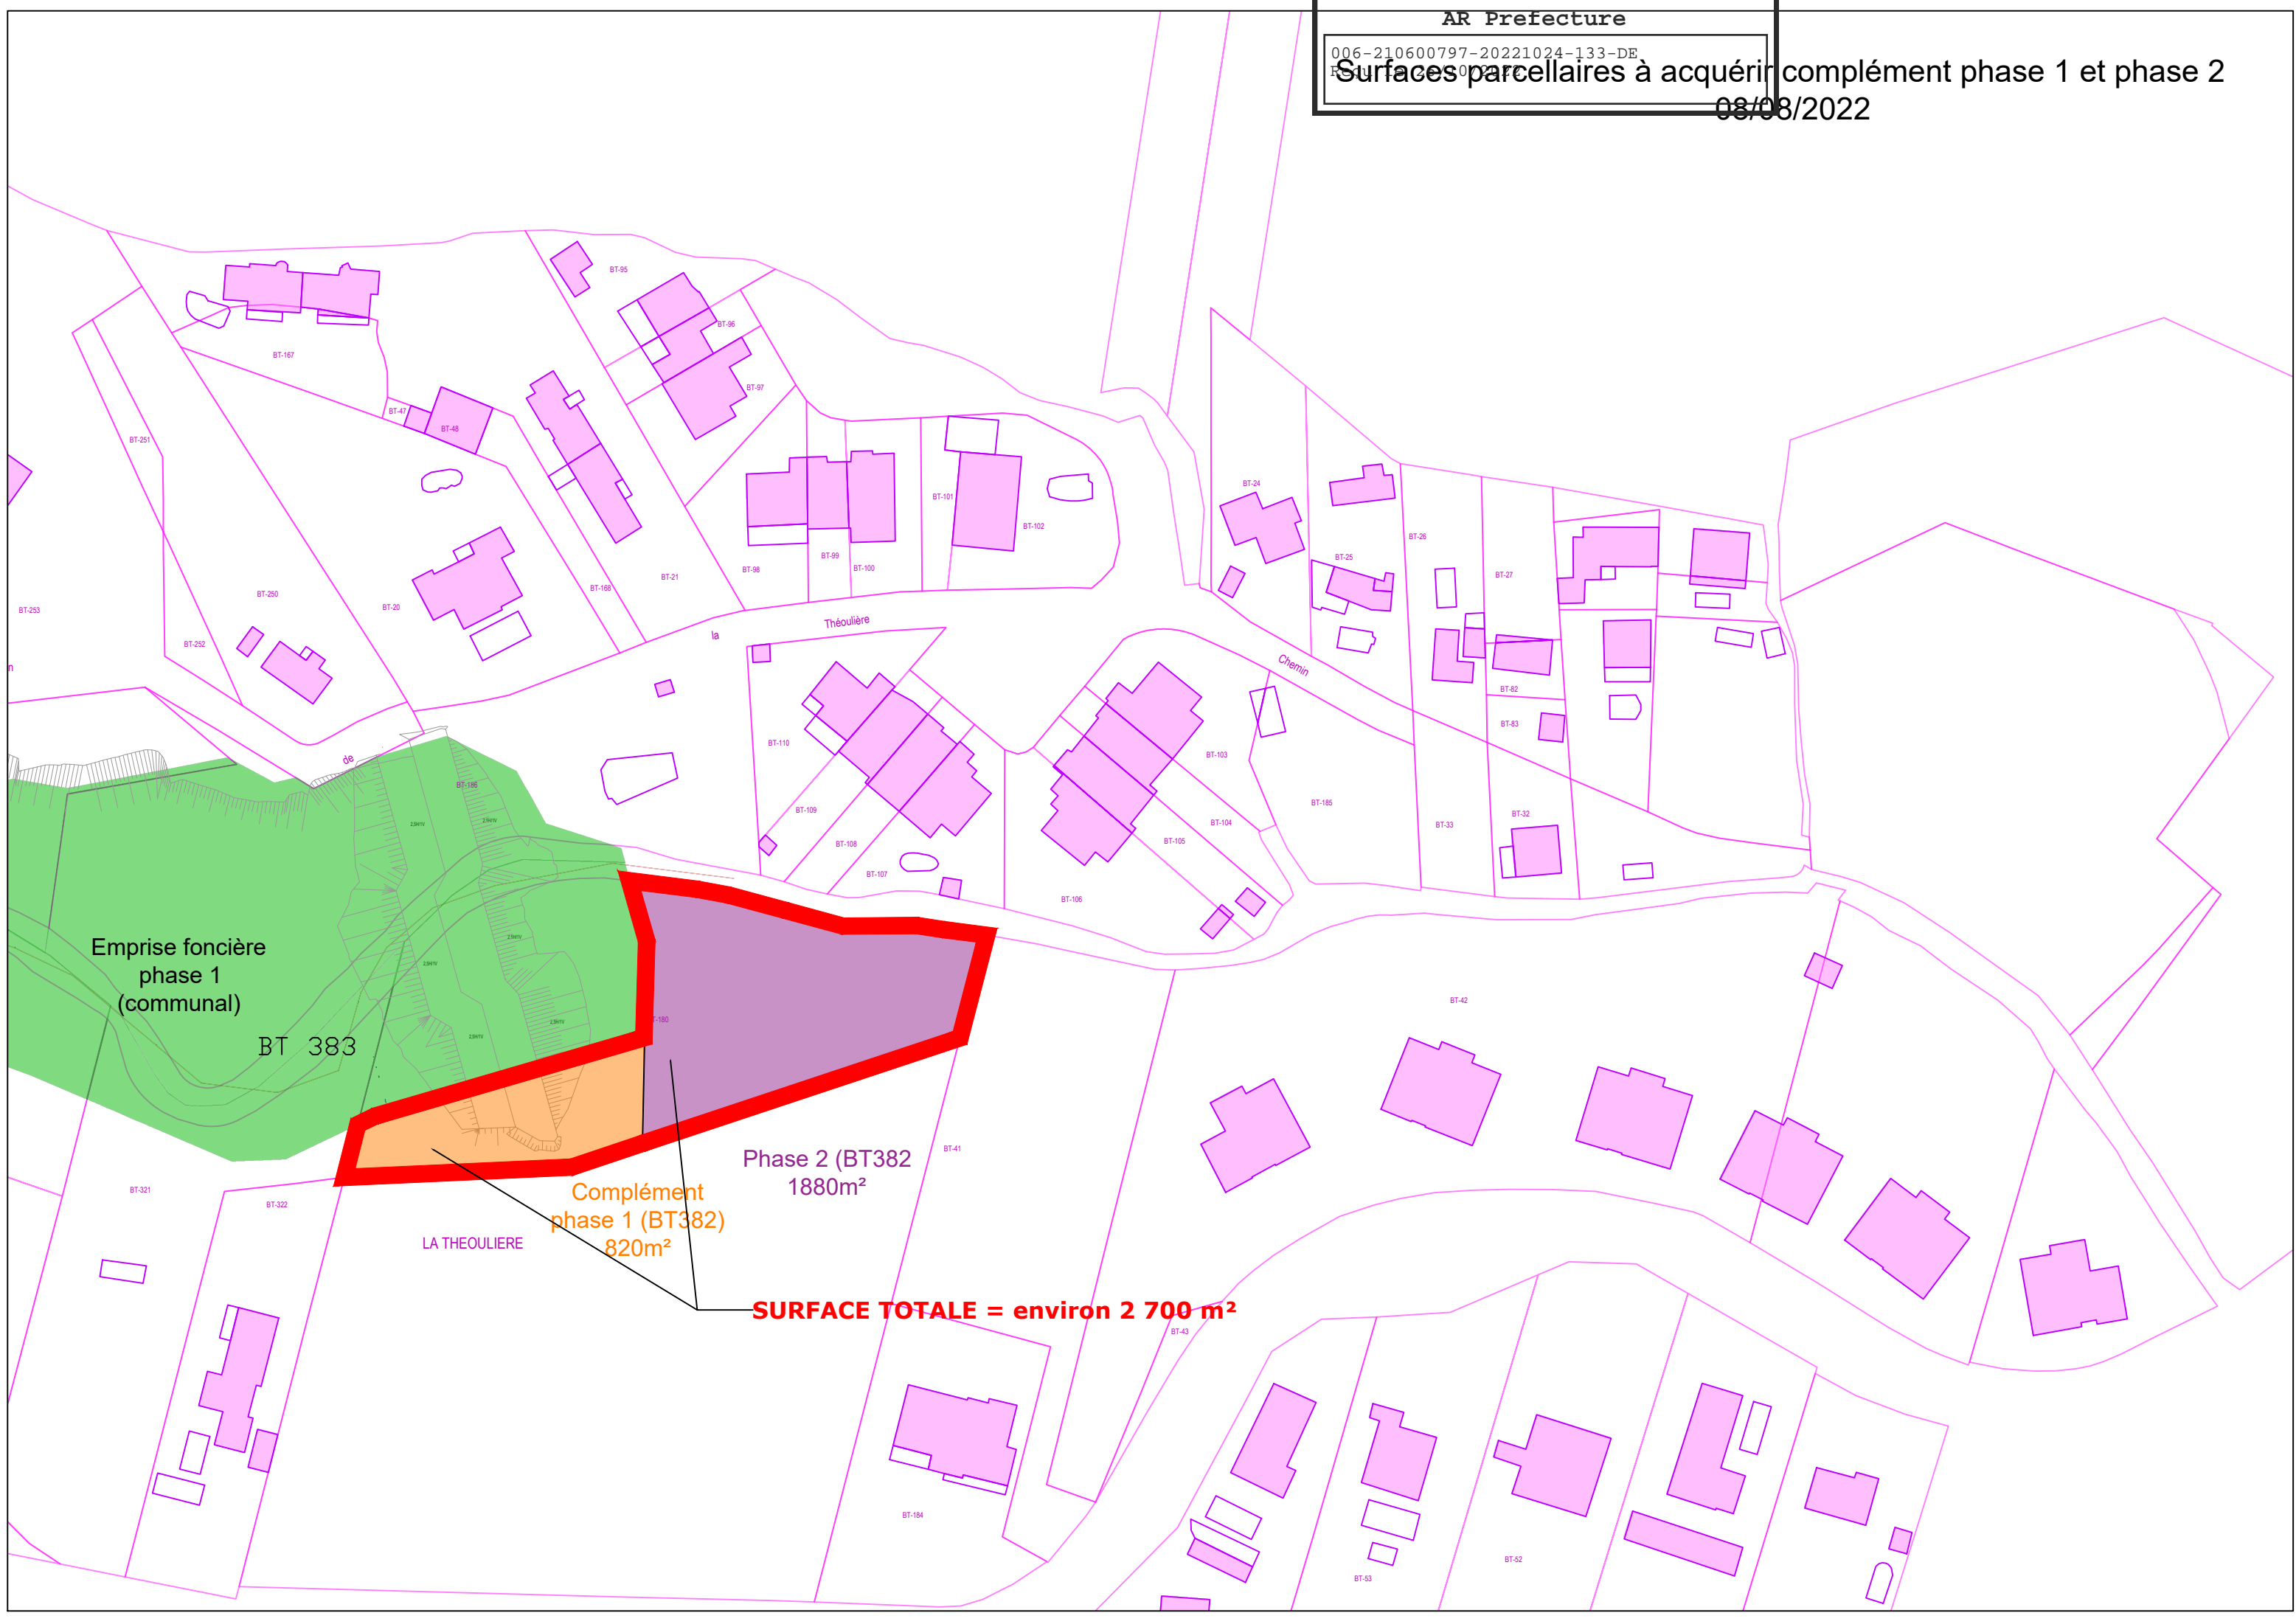 AR Prefecture
006-210600797-20221024-133-DE
Surfaces parcellaires à acquérir complément phase 1 et phase 2
08/08/2022
BT-95
BT-96
BT-167
BT-97
BT-47
BT-48
BT-251
BT-101
BT-102
BT-24
BT-26
BT-99
BT-25
BT-98
BT-100
BT-21
BT-27
BT-168
BT-250
BT-20
BT-253
BT-252
la
Théoulière
Chemin
n
BT-82
BT-83
BT-110
BT-103
de
BT-186
BT-185
BT-109
BT-104
BT-33
BT-32
BT-108
BT-105
BT-107
BT-106
Emprise foncière
phase 1
(communal)
BT 383
BT-42
BT-41
Phase 2 (BT382
1880m²
Complément
phase 1 (BT382)
820m²
BT-321
BT-322
LA THEOULIERE
SURFACE TOTALE = environ 2 700 m²
BT-43
BT-184
BT-53
BT-52